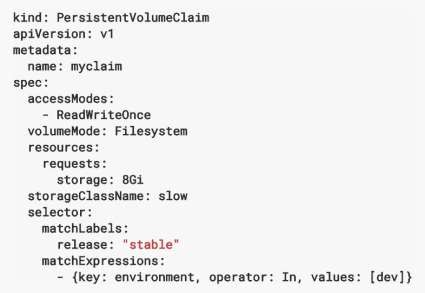 kind: PersistentVolumeClaim
apiVersion: v1
metadata:
  name: myclaim
spec:
  accessModes:
    - ReadWriteOnce
  volumeMode: Filesystem
  resources:
    requests:
      storage: 8Gi
  storageClassName: slow
  selector:
    matchLabels:
      release: "stable"
    matchExpressions:
      - {key: environment, operator: In, values: [dev]}